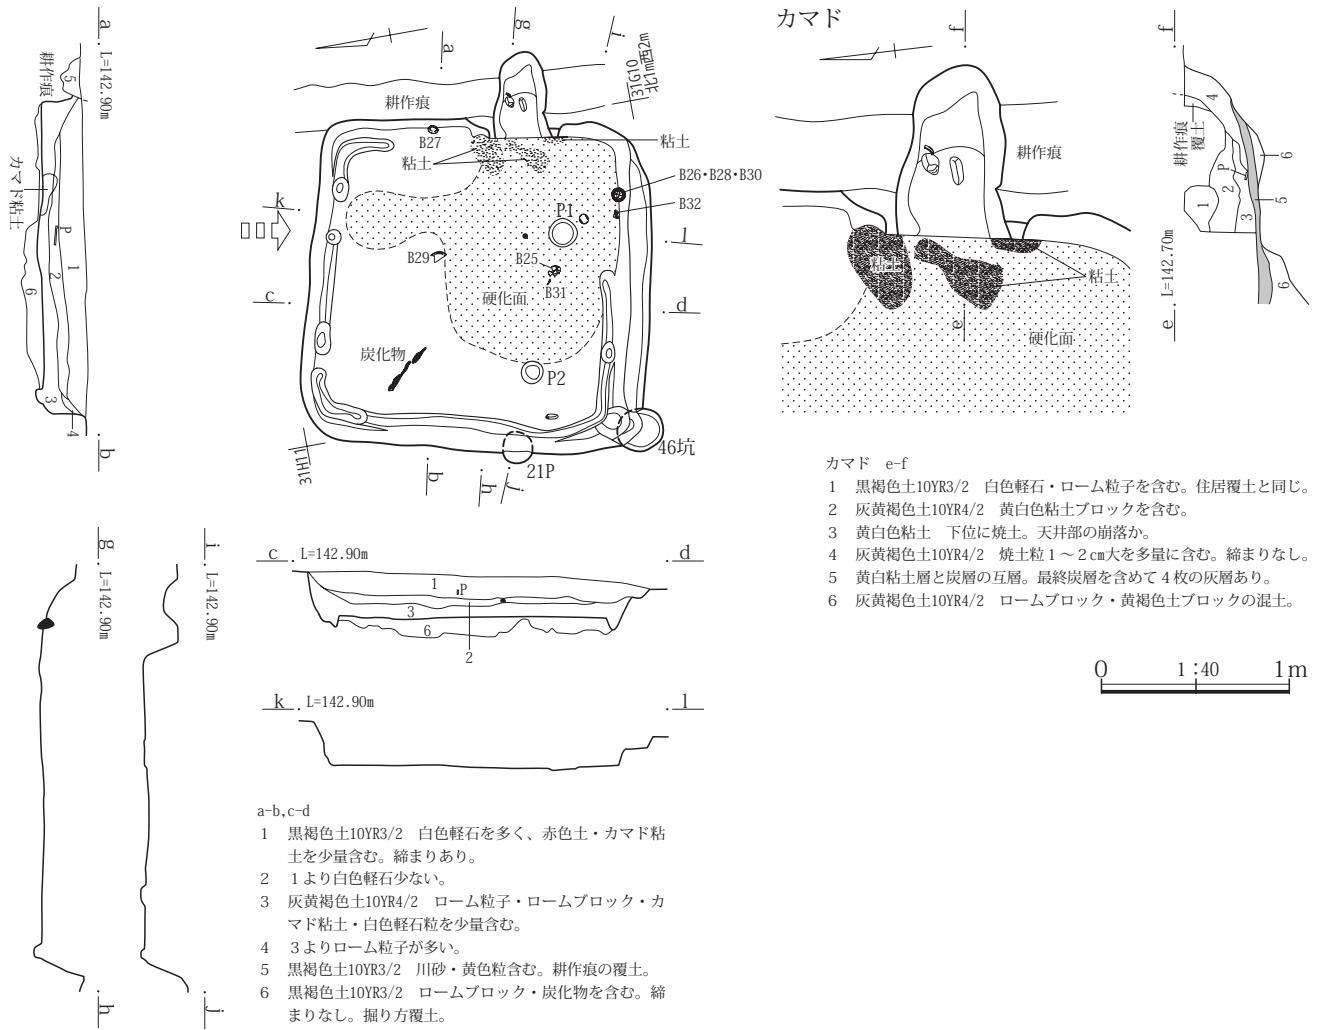 カマド
a
L=142.90m
耕作痕
5
カマド粘土
P
1
2
6
3
4
b
g
a
i
31G10
北1m西2m
耕作痕
B27
粘土
粘土
B26・B28・B30
B32
k
P1
l
B29
B25
B31
c
硬化面
d
炭化物
P2
31H11
46坑
21P
b
h
j
f
耕作痕
粘土
粘土
e
硬化面
f
4
耕作痕
覆土
6
P
2
1
5
3
6
e
L=142.70m
カマド e-f
1 黒褐色土10YR3/2 白色軽石・ローム粒子を含む。住居覆土と同じ。
2 灰黄褐色土10YR4/2 黄白色粘土ブロックを含む。
3 黄白色粘土 下位に焼土。天井部の崩落か。
4 灰黄褐色土10YR4/2 焼土粒1～2㎝大を多量に含む。締まりなし。
5 黄白粘土層と炭層の互層。最終炭層を含めて4枚の灰層あり。
6 灰黄褐色土10YR4/2 ロームブロック・黄褐色土ブロックの混土。
0 1:40 1m
g
L=142.90m
h
i
L=142.90m
j
c L=142.90m d
1
P
3
6
2
k L=142.90m l
a-b,c-d
1 黒褐色土10YR3/2 白色軽石を多く、赤色土・カマド粘
土を少量含む。締まりあり。
2 1より白色軽石少ない。
3 灰黄褐色土10YR4/2 ローム粒子・ロームブロック・カ
マド粘土・白色軽石粒を少量含む。
4 3よりローム粒子が多い。
5 黒褐色土10YR3/2 川砂・黄色粒含む。耕作痕の覆土。
6 黒褐色土10YR3/2 ロームブロック・炭化物を含む。締
まりなし。掘り方覆土。